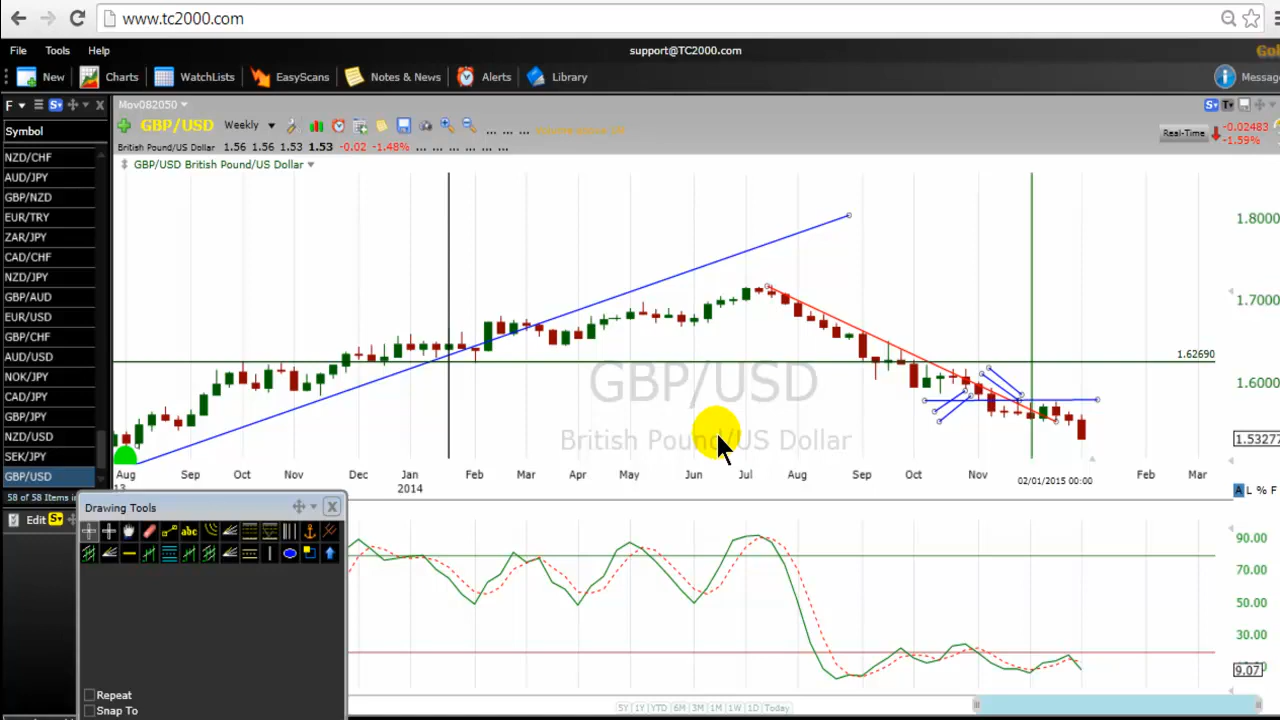 www.tc2000.com
File Tools Help support@TC2000.com
New Charts WatchLists EasyScans Notes & News Alerts Library
F
Mov082050
Symbol
GBP/USD Weekly ... ... ...
Real-Time -0.02483
-1.59%
British Pound/US Dollar 1.56 1.56 1.53 1.53 -0.02 -1.48% ... ... ... ... ...
GBP/USD British Pound/US Dollar
NZD/CHF
AUD/JPY
GBP/NZD
EUR/TRY
ZAR/JPY
CAD/CHF
NZD/JPY
GBP/AUD
EUR/USD
GBP/CHF
AUD/USD
NOK/JPY
CAD/JPY
GBP/JPY
NZD/USD
SEK/JPY
GBP/USD
58 of 58 Items in
Edit
1.8000
1.7000
1.62690
1.6000
1.53277
GBP/USD
British Pound/US Dollar
Aug Sep Oct Nov Dec Jan Feb Mar Apr May Jun Jul Aug Sep Oct Nov Feb Mar
13 2014 02/01/2015 00:00
A L % F
Drawing Tools
abc
Repeat
Snap To
90.00
70.00
50.00
30.00
9.07
5Y 1Y YTD 6M 3M 1M 1W 1D Today